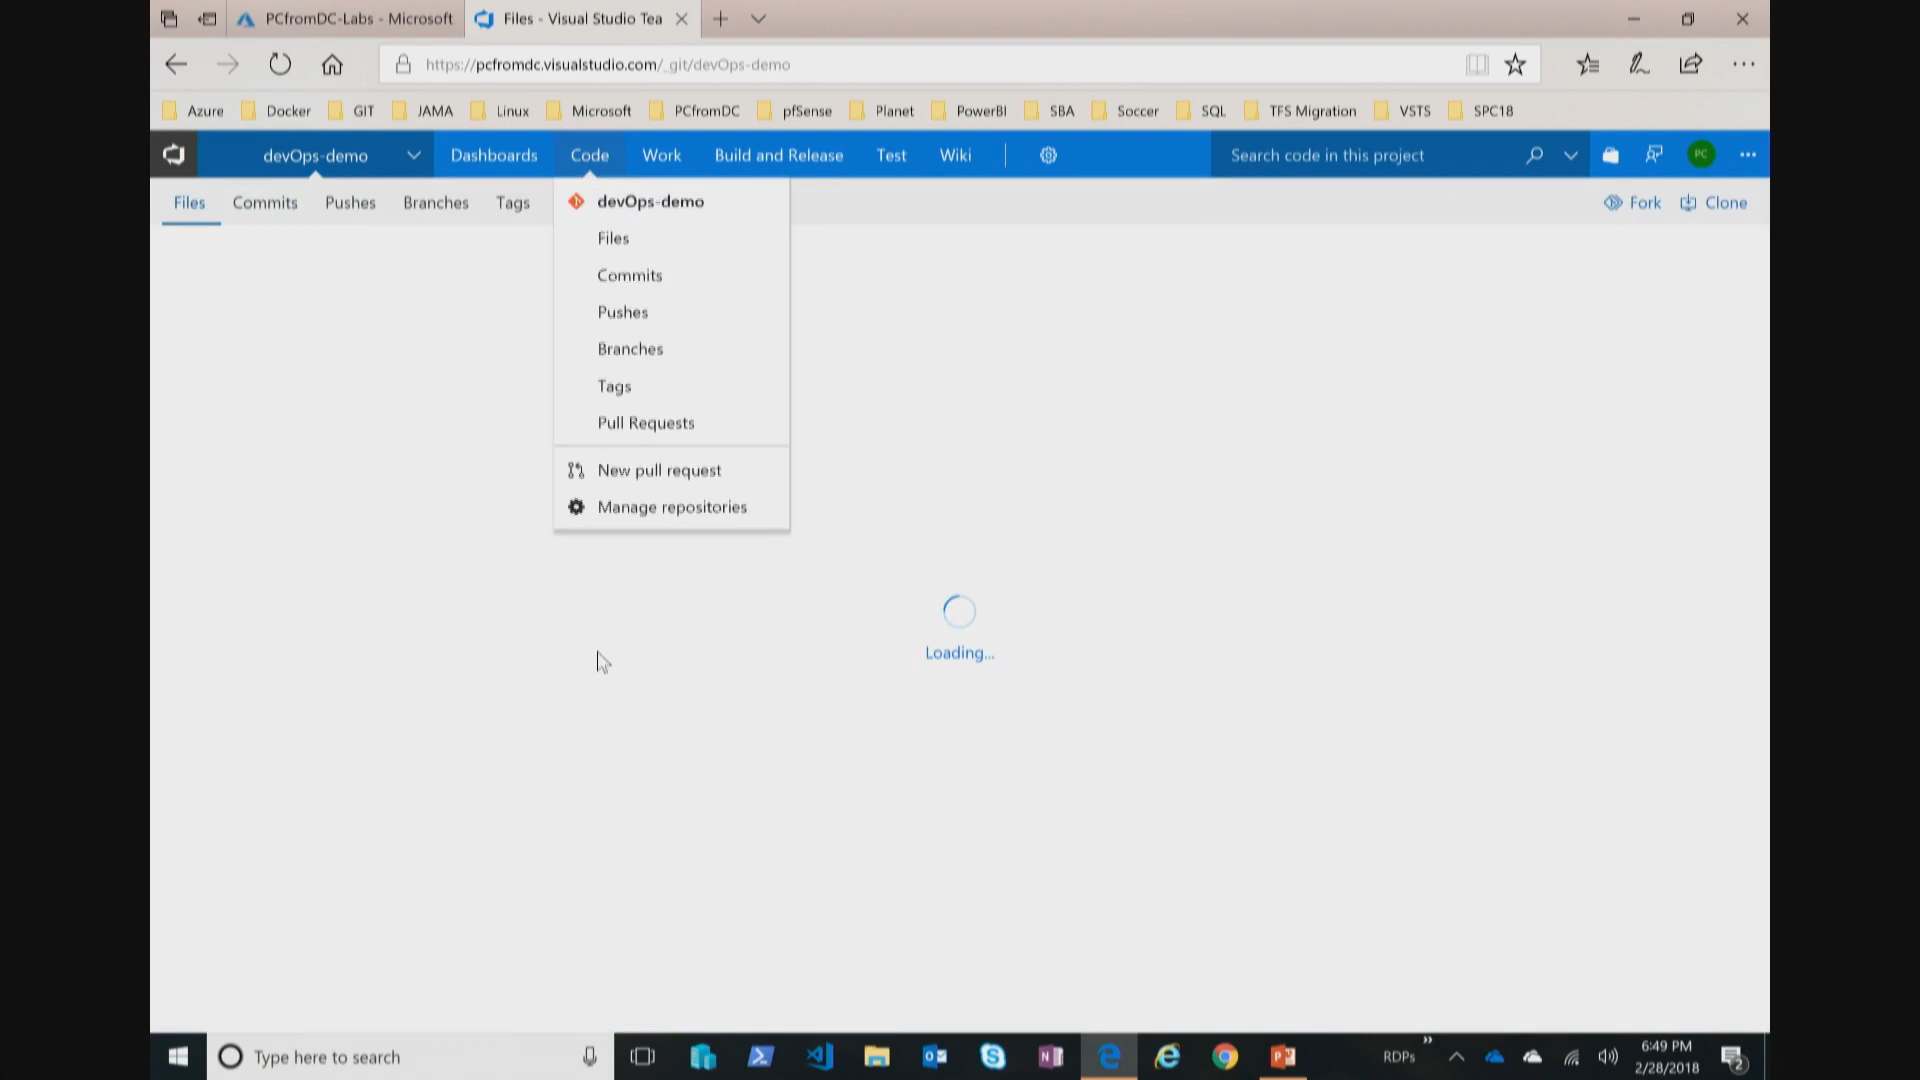 PCfromDC-Labs - Microsoft
Files - Visual Studio Tea
https://pcfromdc.visualstudio.com/_git/devOps-demo
Azure Docker GIT JAMA Linux Microsoft PCfromDC pfSense Planet PowerBI SBA Soccer SQL TFS Migration VSTS SPC18
devOps-demo Dashboards Code Work Build and Release Test Wiki Search code in this project PC
Files Commits Pushes Branches Tags Fork Clone
devOps-demo
Files
Commits
Pushes
Branches
Tags
Pull Requests
New pull request
Manage repositories
Loading...
Type here to search
RDPs
6:49 PM
2/28/2018
2